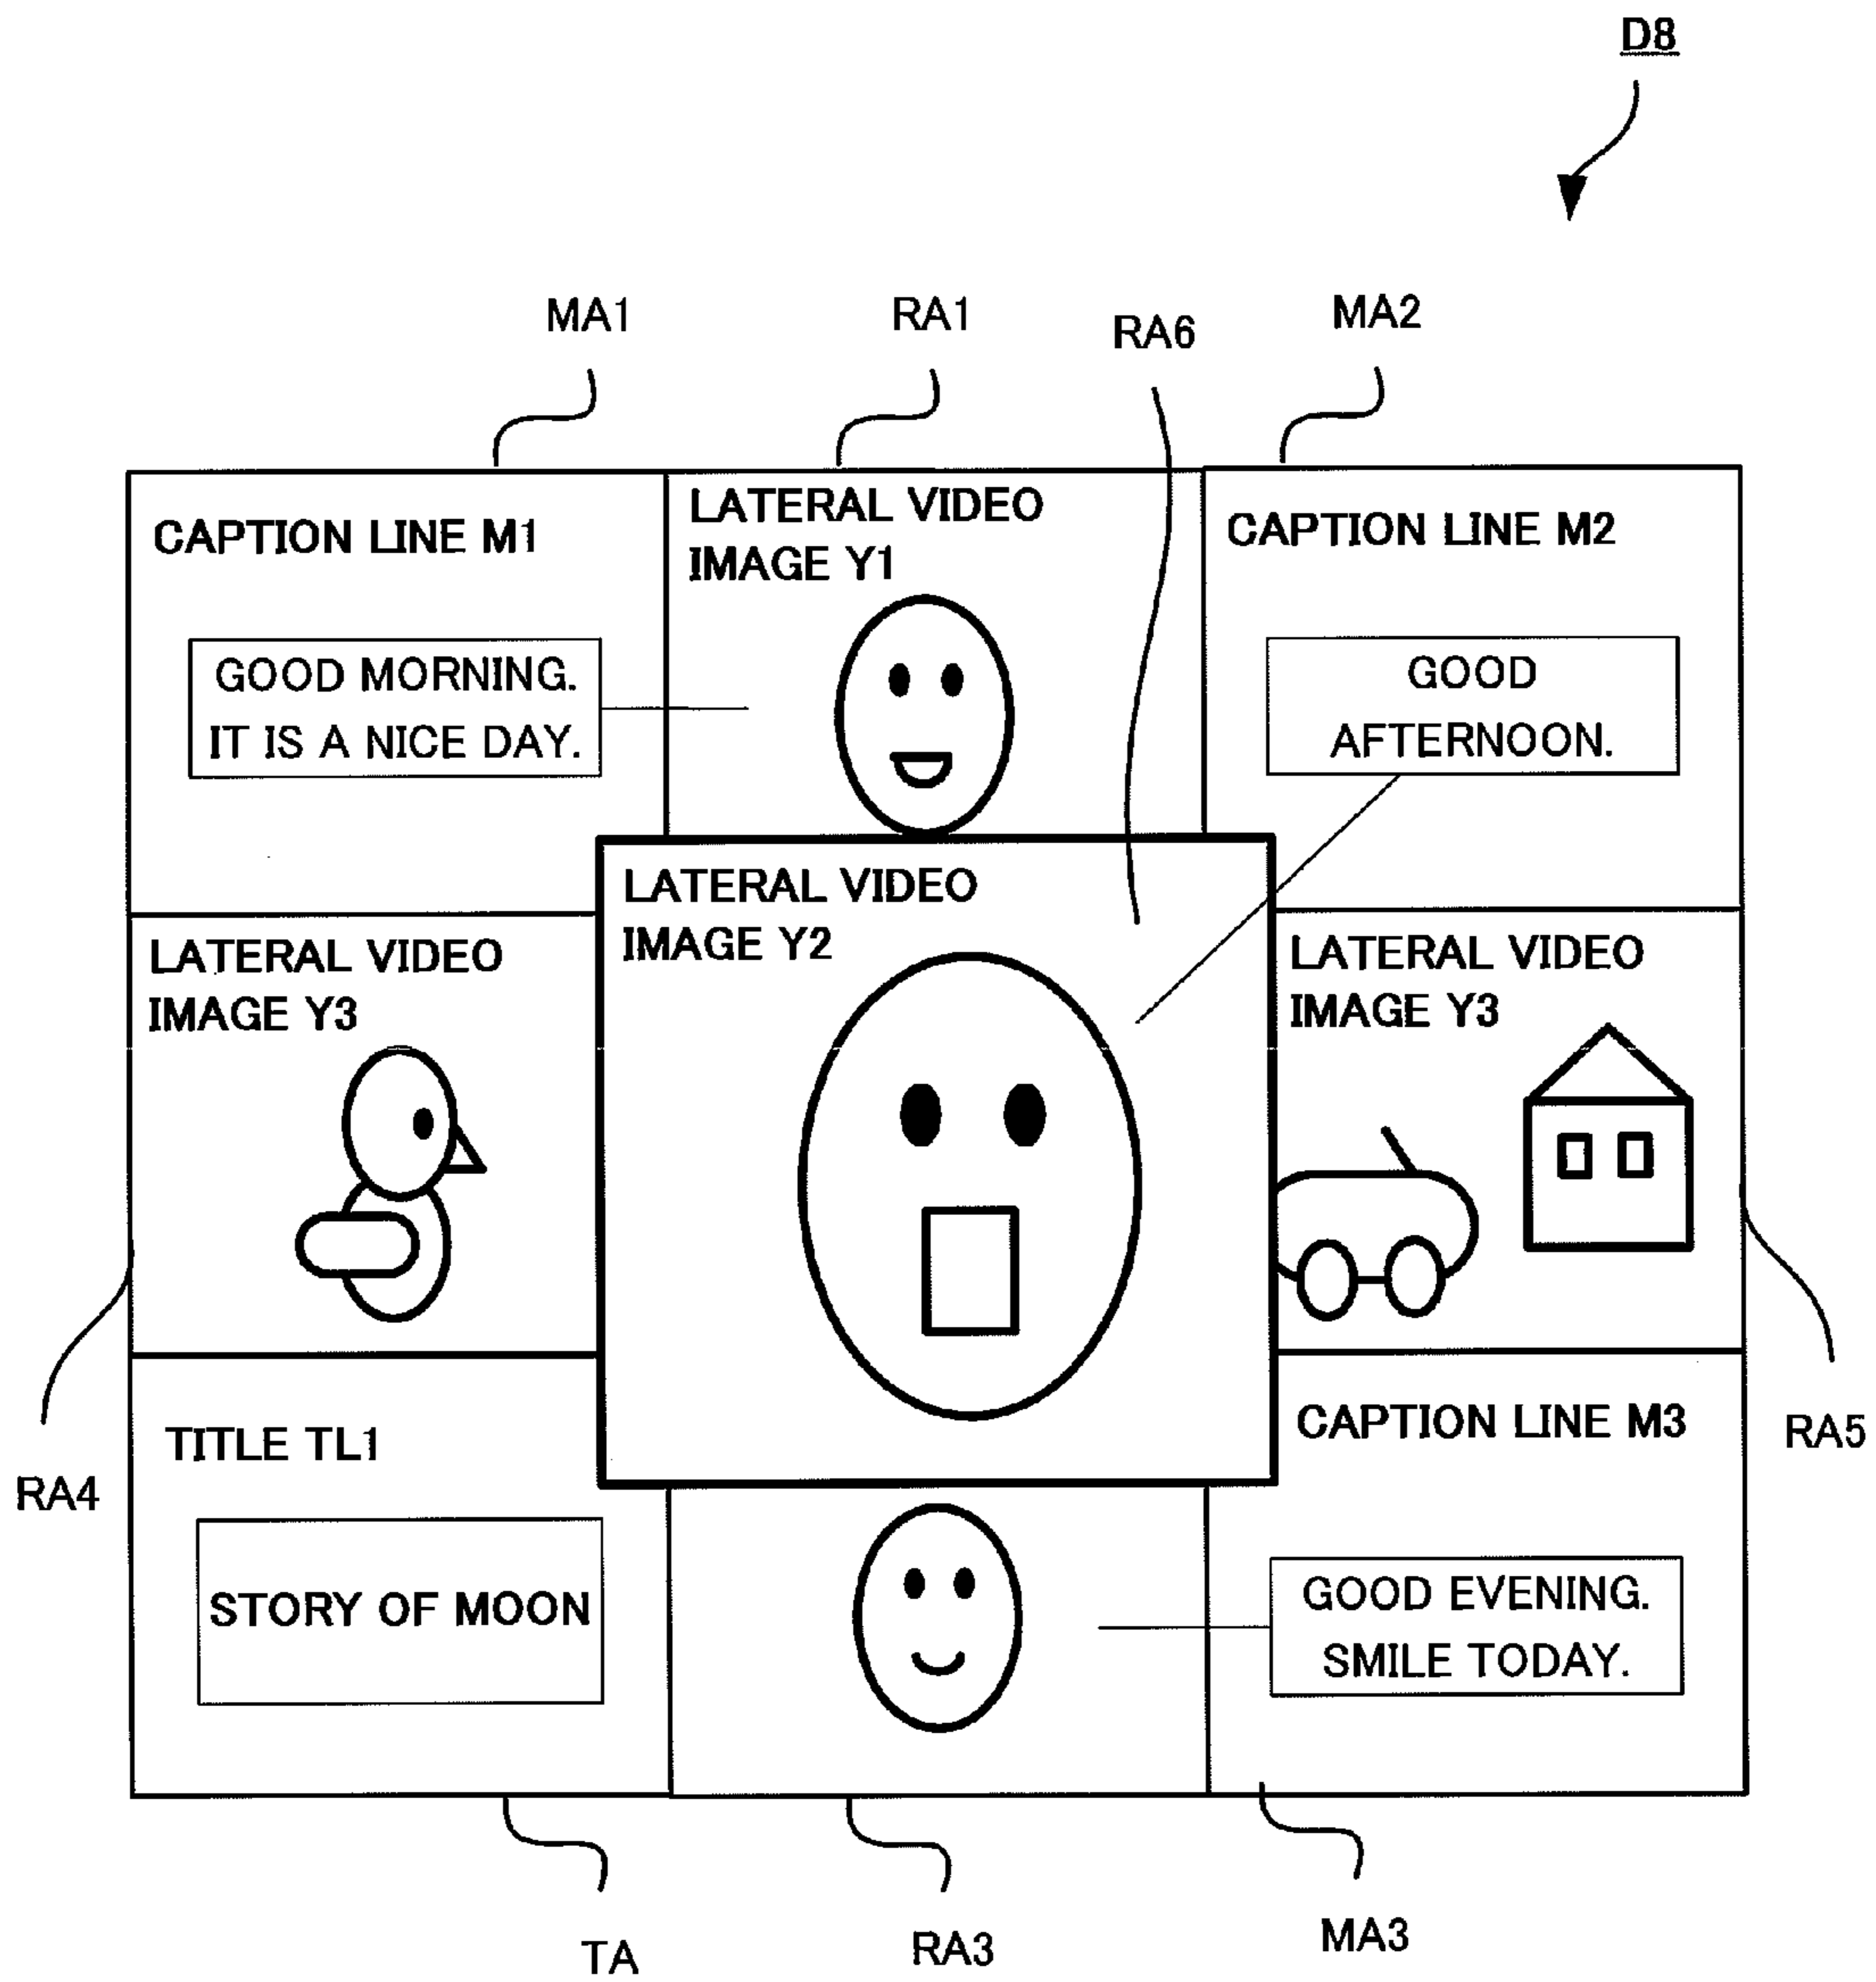 D8
MA1
RA1
RA6
MA2
CAPTION LINE M1
GOOD MORNING.
IT IS A NICE DAY.
LATERAL VIDEO
IMAGE Y1
CAPTION LINE M2
GOOD
AFTERNOON.
LATERAL VIDEO
IMAGE Y3
LATERAL VIDEO
IMAGE Y2
LATERAL VIDEO
IMAGE Y3
RA4
RA5
TITLE TL1
STORY OF MOON
CAPTION LINE M3
GOOD EVENING.
SMILE TODAY.
TA
RA3
MA3